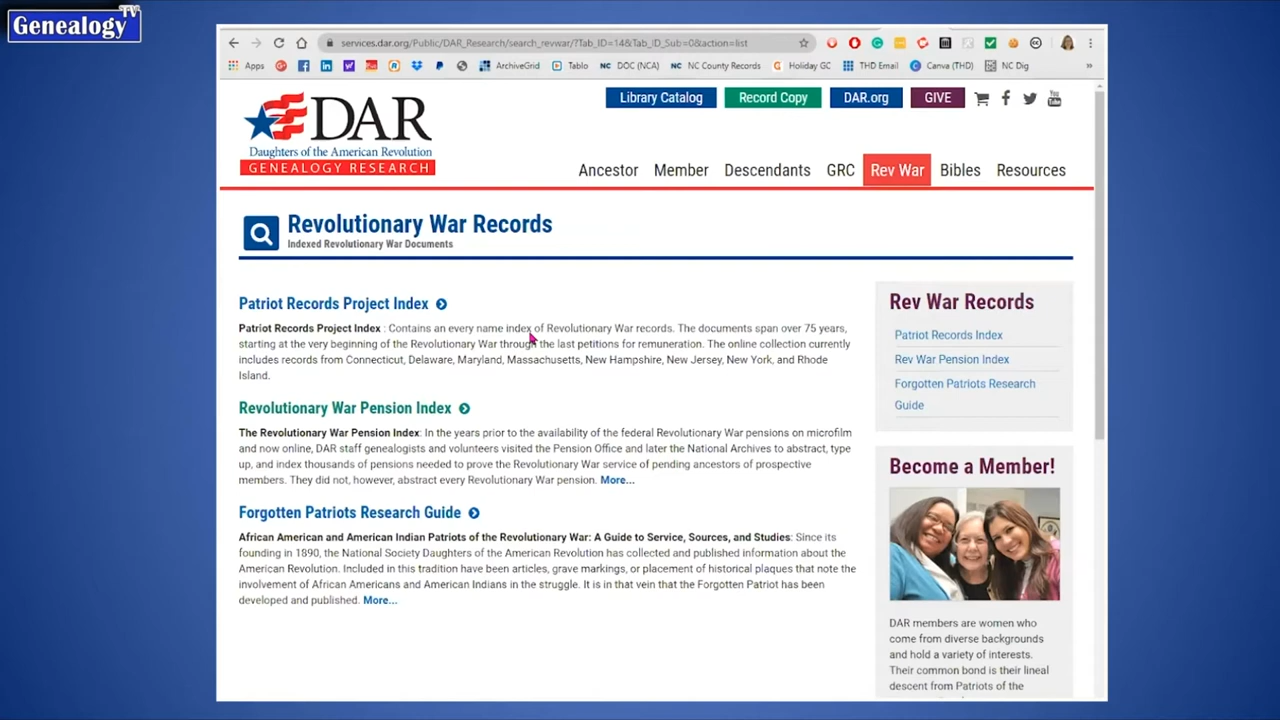 Genealogy TV
services.dar.org/Public/DAR_Research/search_revwar/?Tab_ID=14&Tab_ID_Sub=0&action=list
Apps
ArchiveGrid
Tablo
NC DOC (NCA)
NC NC County Records
Holiday GC
THD Email
Canva (THD)
NC Dig
»
Library Catalog
Record Copy
DAR.org
GIVE
You Tube
DAR
Daughters of the American Revolution
GENEALOGY RESEARCH
Ancestor Member Descendants GRC Rev War Bibles Resources
Revolutionary War Records
Indexed Revolutionary War Documents
Patriot Records Project Index
Patriot Records Project Index : Contains an every name index of Revolutionary War records. The documents span over 75 years,
starting at the very beginning of the Revolutionary War through the last petitions for remuneration. The online collection currently
includes records from Connecticut, Delaware, Maryland, Massachusetts, New Hampshire, New Jersey, New York, and Rhode
Island.
Revolutionary War Pension Index
The Revolutionary War Pension Index: In the years prior to the availability of the federal Revolutionary War pensions on microfilm
and now online, DAR staff genealogists and volunteers visited the Pension Office and later the National Archives to abstract, type
up, and index thousands of pensions needed to prove the Revolutionary War service of pending ancestors of prospective
members. They did not, however, abstract every Revolutionary War pension. More...
Forgotten Patriots Research Guide
African American and American Indian Patriots of the Revolutionary War: A Guide to Service, Sources, and Studies: Since its
founding in 1890, the National Society Daughters of the American Revolution has collected and published information about the
American Revolution. Included in this tradition have been articles, grave markings, or placement of historical plaques that note the
involvement of African Americans and American Indians in the struggle. It is in that vein that the Forgotten Patriot has been
developed and published. More...
Rev War Records
Patriot Records Index
Rev War Pension Index
Forgotten Patriots Research
Guide
Become a Member!
DAR members are women who
come from diverse backgrounds
and hold a variety of interests.
Their common bond is their lineal
descent from Patriots of the